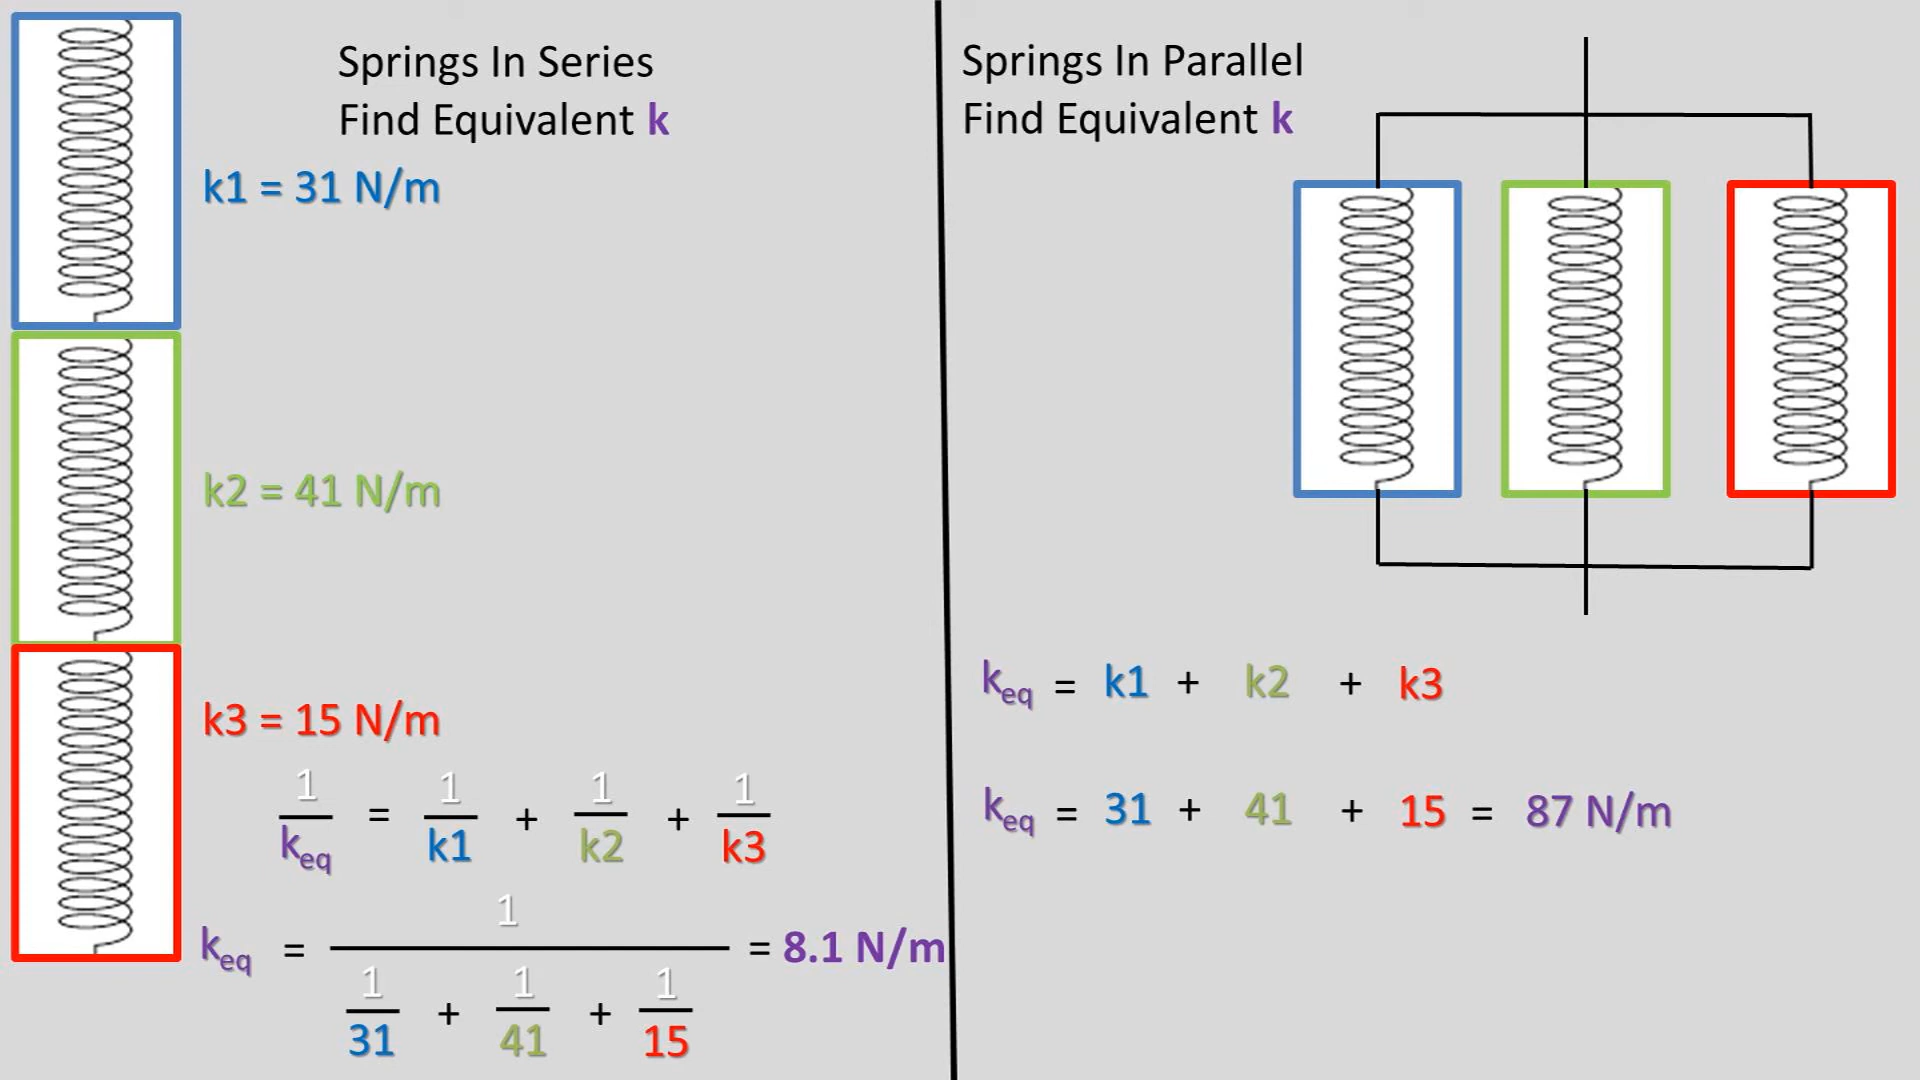 Springs In Series
Find Equivalent k
k1 = 31 N/m
k2 = 41 N/m
k3 = 15 N/m
1/keq = 1/k1 + 1/k2 + 1/k3
keq = 1/(1/31 + 1/41 + 1/15) = 8.1 N/m
Springs In Parallel
Find Equivalent k
keq = k1 + k2 + k3
keq = 31 + 41 + 15 = 87 N/m